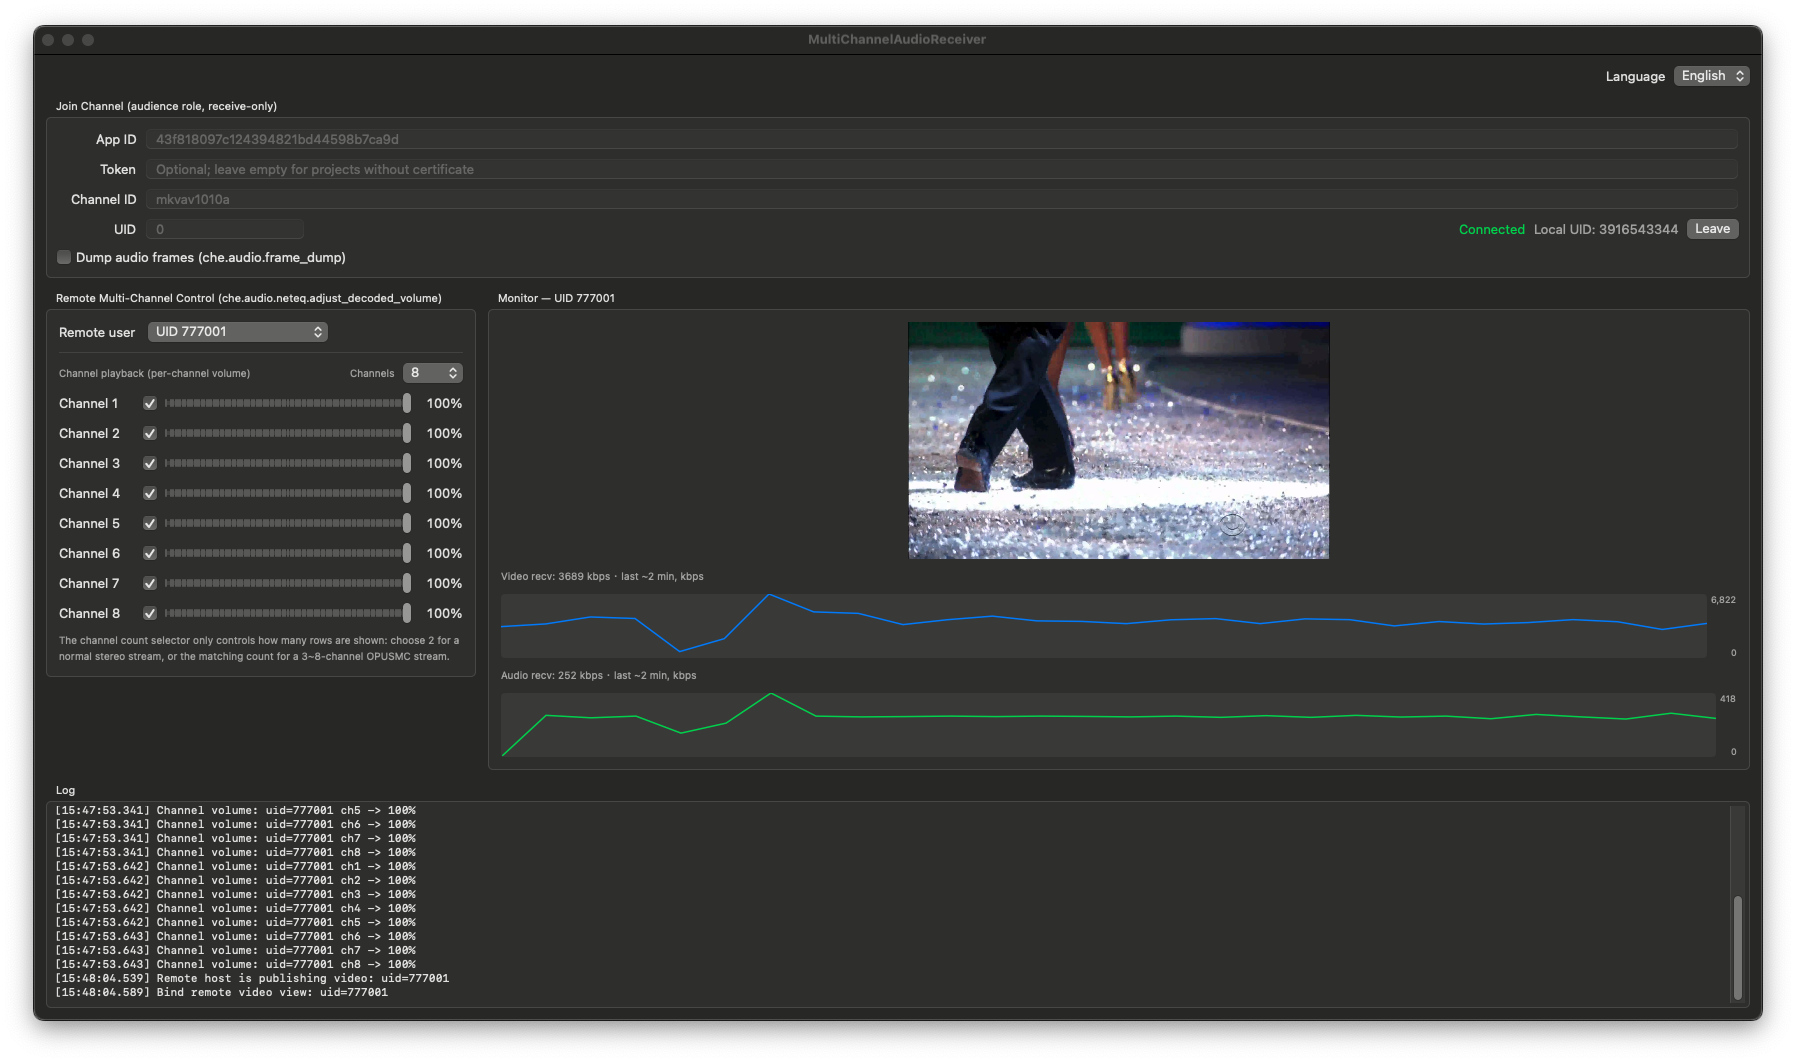 MultiChannelAudioReceiver
Language English
Join Channel (audience role, receive-only)
App ID 43f818097c124394821bd44598b7ca9d
Token Optional; leave empty for projects without certificate
Channel ID mkvav1010a
UID 0 Connected Local UID: 3916543344 Leave
Dump audio frames (che.audio.frame_dump)
Remote Multi-Channel Control (che.audio.neteq.adjust_decoded_volume)
Remote user UID 777001
Channel playback (per-channel volume) Channels 8
Channel 1 100%
Channel 2 100%
Channel 3 100%
Channel 4 100%
Channel 5 100%
Channel 6 100%
Channel 7 100%
Channel 8 100%
The channel count selector only controls how many rows are shown: choose 2 for a
normal stereo stream, or the matching count for a 3~8-channel OPUSMC stream.
Monitor — UID 777001
Video recv: 3689 kbps · last ~2 min, kbps
6,822
0
Audio recv: 252 kbps · last ~2 min, kbps
418
0
Log
[15:47:53.341] Channel volume: uid=777001 ch5 -> 100%
[15:47:53.341] Channel volume: uid=777001 ch6 -> 100%
[15:47:53.341] Channel volume: uid=777001 ch7 -> 100%
[15:47:53.341] Channel volume: uid=777001 ch8 -> 100%
[15:47:53.642] Channel volume: uid=777001 ch1 -> 100%
[15:47:53.642] Channel volume: uid=777001 ch2 -> 100%
[15:47:53.642] Channel volume: uid=777001 ch3 -> 100%
[15:47:53.642] Channel volume: uid=777001 ch4 -> 100%
[15:47:53.642] Channel volume: uid=777001 ch5 -> 100%
[15:47:53.643] Channel volume: uid=777001 ch6 -> 100%
[15:47:53.643] Channel volume: uid=777001 ch7 -> 100%
[15:47:53.643] Channel volume: uid=777001 ch8 -> 100%
[15:48:04.539] Remote host is publishing video: uid=777001
[15:48:04.589] Bind remote video view: uid=777001